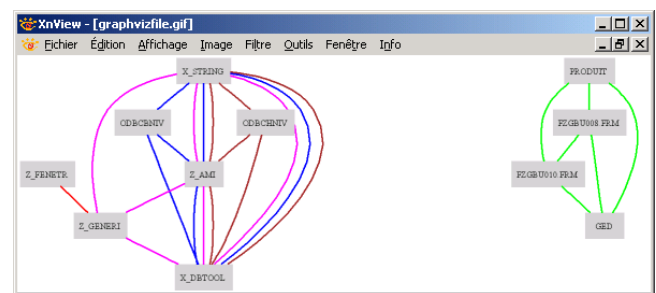 XnView - [graphvizfile.gif]
Fichier Édition Affichage Image Filtre Outils Fenêtre Info
X_STRING PRODUIT
ODBCBNIV ODBCHNIV FZGBU008 FRM
Z_FENETR Z_AMI FZGBU010 FRM
Z_GENERI GED
X_DBTOOL